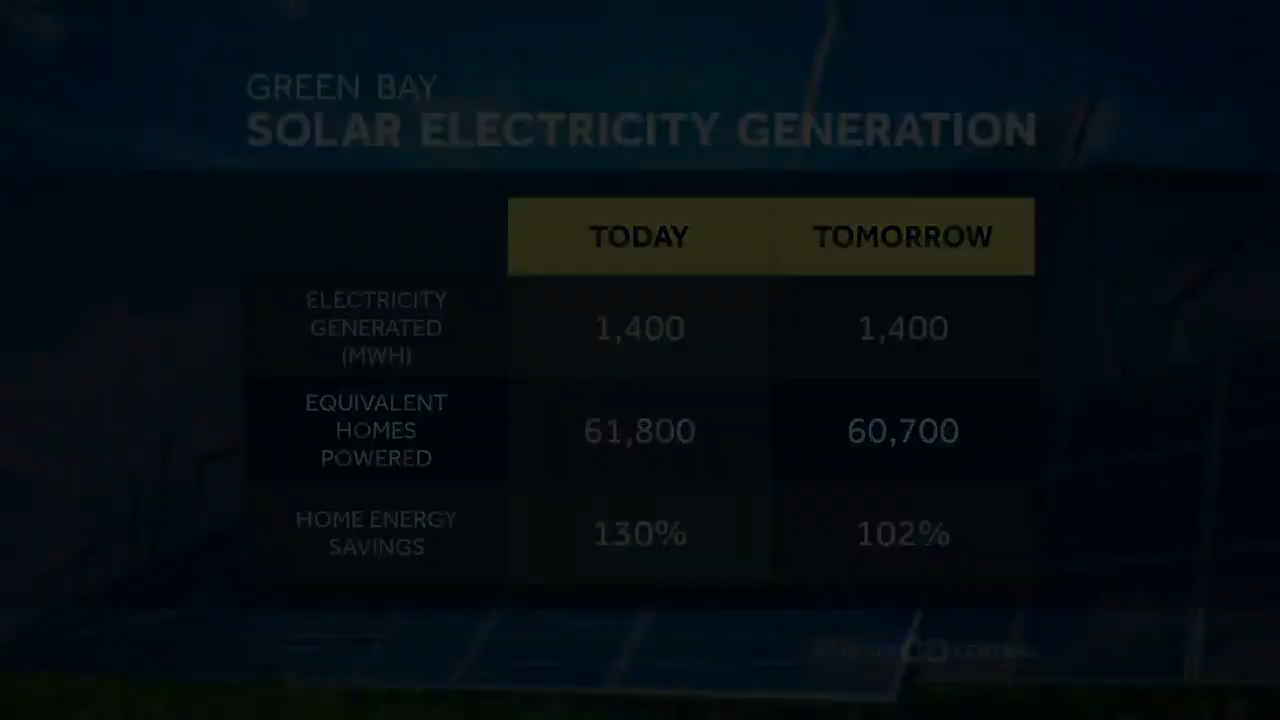 GREEN BAY
SOLAR ELECTRICITY GENERATION
TODAY TOMORROW
ELECTRICITY
GENERATED
(MWH)
1,400 1,400
EQUIVALENT
HOMES
POWERED
61,800 60,700
HOME ENERGY
SAVINGS
130% 102%